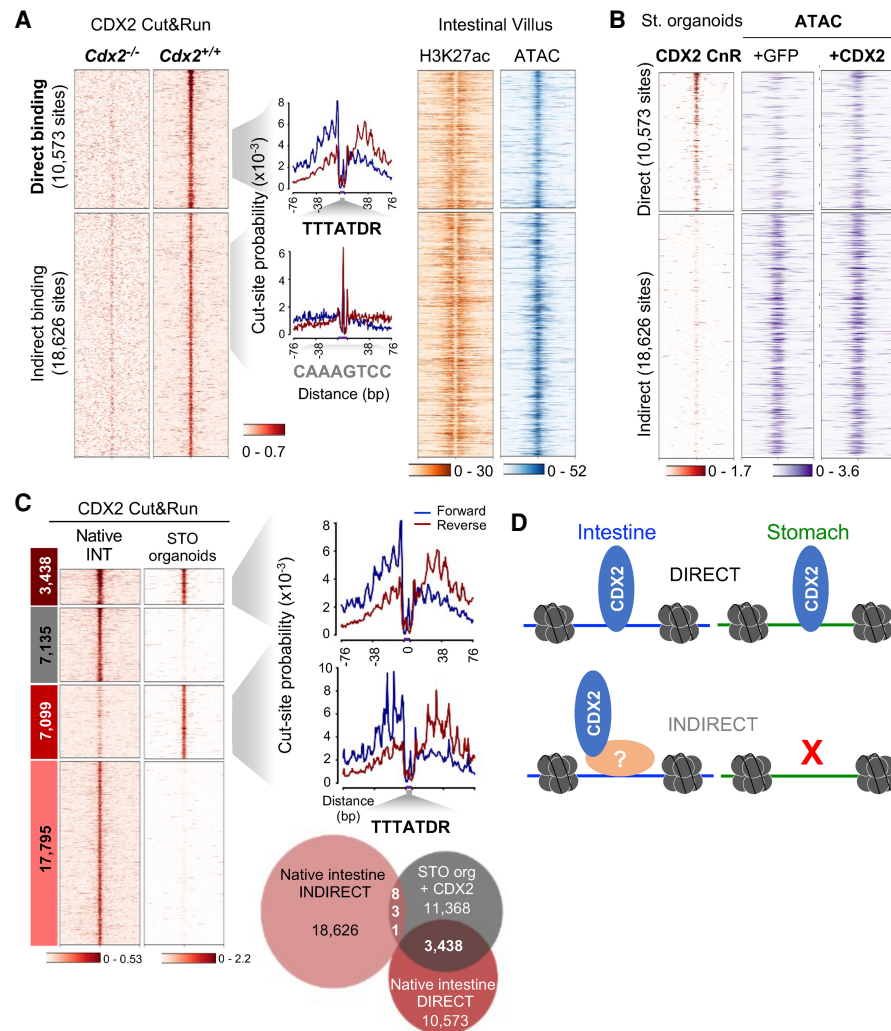 A
CDX2 Cut&Run
Cdx2-/-
Cdx2+/+
Direct binding
(10,573 sites)
Indirect binding
(18,626 sites)
0 - 0.7
Cut-site probability (x10-3)
8
6
4
2
0
-76
-38
38
76
TTTATDR
6
4
2
0
-76
-38
38
76
CAAAGTCC
Distance (bp)
Intestinal Villus
H3K27ac
ATAC
0 - 30
0 - 52
B
St. organoids
ATAC
CDX2 CnR
+GFP
+CDX2
Direct (10,573 sites)
Indirect (18,626 sites)
0 - 1.7
0 - 3.6
C
CDX2 Cut&Run
Native
INT
STO
organoids
3,438
7,135
7,099
17,795
0 - 0.53
0 - 2.2
Forward
Reverse
Cut-site probability (x10-3)
8
6
4
2
0
-76
-38
0
38
76
10
8
6
4
2
0
Distance
(bp)
TTTATDR
Native intestine
INDIRECT
18,626
8
3
1
STO org
+ CDX2
11,368
3,438
Native intestine
DIRECT
10,573
D
Intestine
Stomach
CDX2
DIRECT
CDX2
CDX2
?
INDIRECT
X